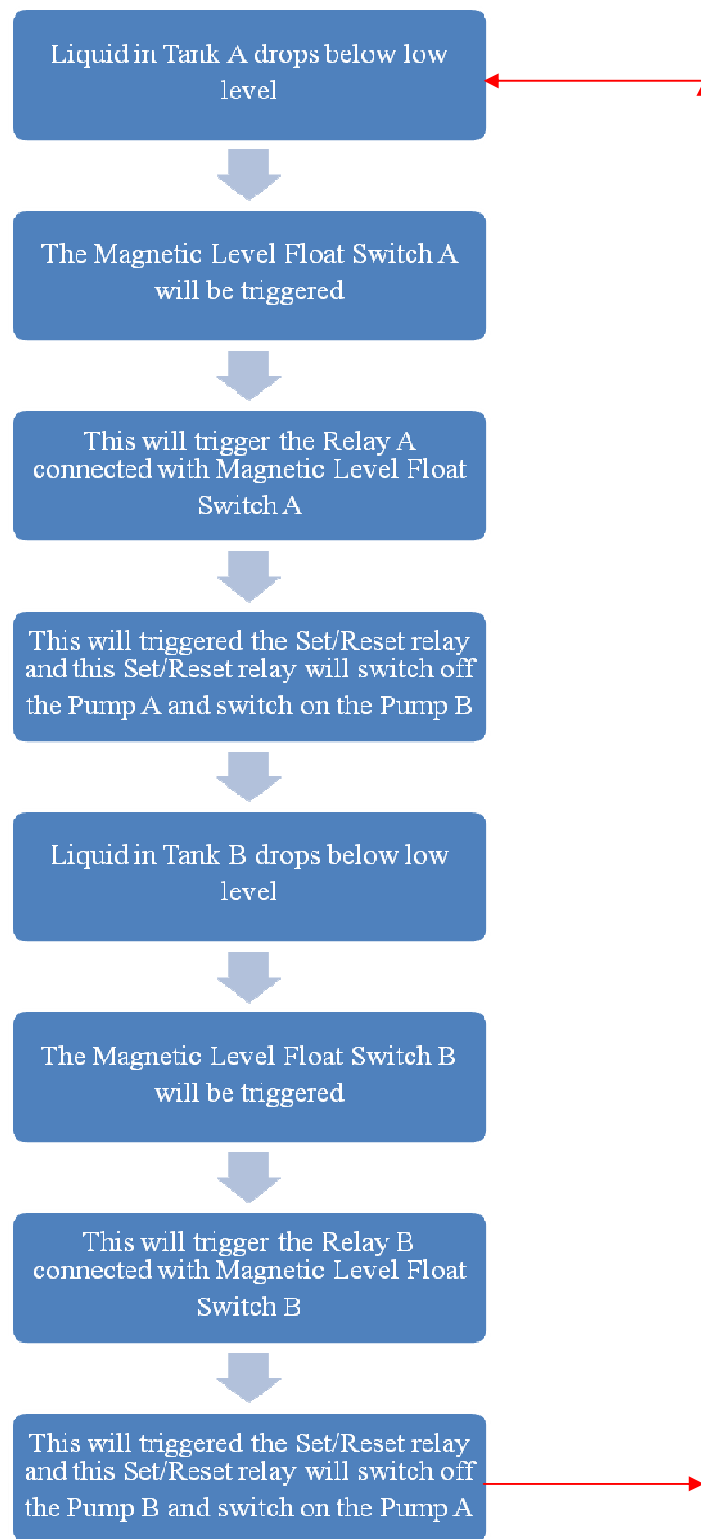 Liquid in Tank A drops below low
level
The Magnetic Level Float Switch A
will be triggered
This will trigger the Relay A
connected with Magnetic Level Float
Switch A
This will triggered the Set/Reset relay
and this Set/Reset relay will switch off
the Pump A and switch on the Pump B
Liquid in Tank B drops below low
level
The Magnetic Level Float Switch B
will be triggered
This will trigger the Relay B
connected with Magnetic Level Float
Switch B
This will triggered the Set/Reset relay
and this Set/Reset relay will switch off
the Pump B and switch on the Pump A